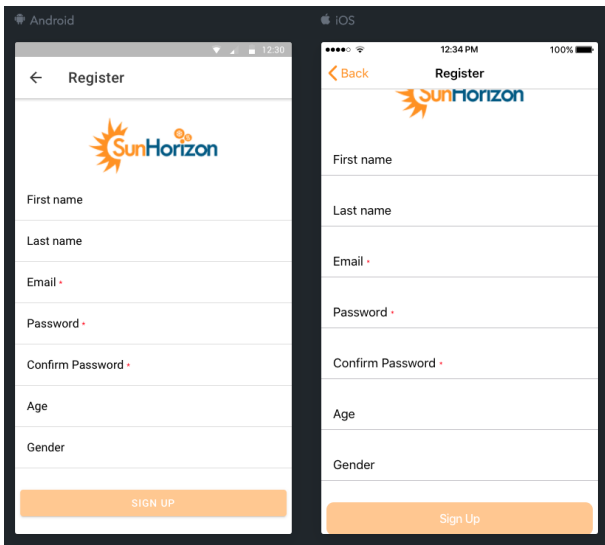 Android
12:30
Register
SunHorizon
First name
Last name
Email *
Password *
Confirm Password *
Age
Gender
SIGN UP
iOS
12:34 PM
100%
Back
Register
SunHorizon
First name
Last name
Email *
Password *
Confirm Password *
Age
Gender
Sign Up